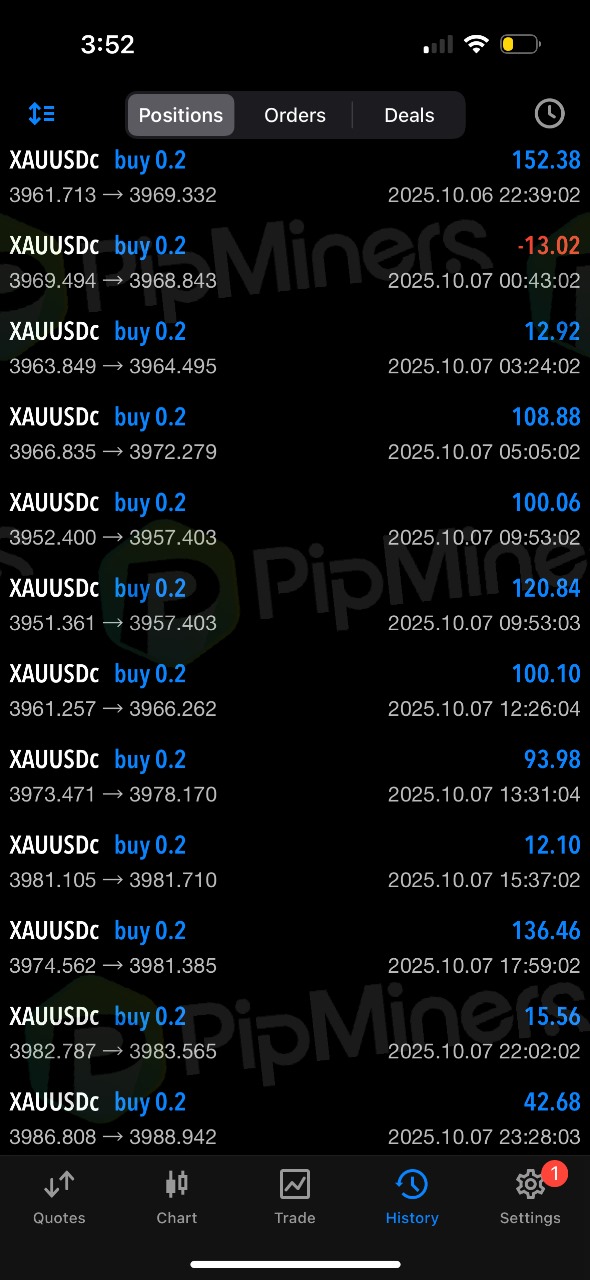 3:52
Positions Orders Deals
XAUUSDc buy 0.2 152.38
3961.713 → 3969.332 2025.10.06 22:39:02
XAUUSDc buy 0.2 -13.02
3969.494 → 3968.843 2025.10.07 00:43:02
XAUUSDc buy 0.2 12.92
3963.849 → 3964.495 2025.10.07 03:24:02
XAUUSDc buy 0.2 108.88
3966.835 → 3972.279 2025.10.07 05:05:02
XAUUSDc buy 0.2 100.06
3952.400 → 3957.403 2025.10.07 09:53:02
XAUUSDc buy 0.2 120.84
3951.361 → 3957.403 2025.10.07 09:53:03
XAUUSDc buy 0.2 100.10
3961.257 → 3966.262 2025.10.07 12:26:04
XAUUSDc buy 0.2 93.98
3973.471 → 3978.170 2025.10.07 13:31:04
XAUUSDc buy 0.2 12.10
3981.105 → 3981.710 2025.10.07 15:37:02
XAUUSDc buy 0.2 136.46
3974.562 → 3981.385 2025.10.07 17:59:02
XAUUSDc buy 0.2 15.56
3982.787 → 3983.565 2025.10.07 22:02:02
XAUUSDc buy 0.2 42.68
3986.808 → 3988.942 2025.10.07 23:28:03
1
Quotes Chart Trade History Settings
PipMiners
PipMiners
PipMiners